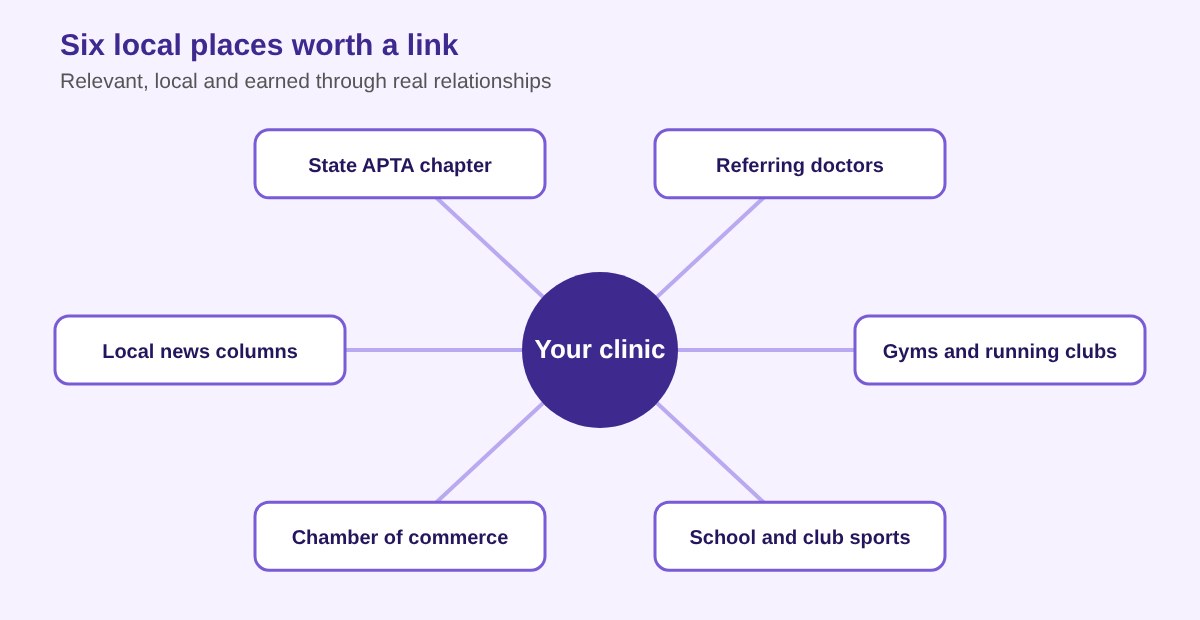 Six local places worth a link
Relevant, local and earned through real relationships
State APTA chapter
Referring doctors
Local news columns
Your clinic
Gyms and running clubs
Chamber of commerce
School and club sports